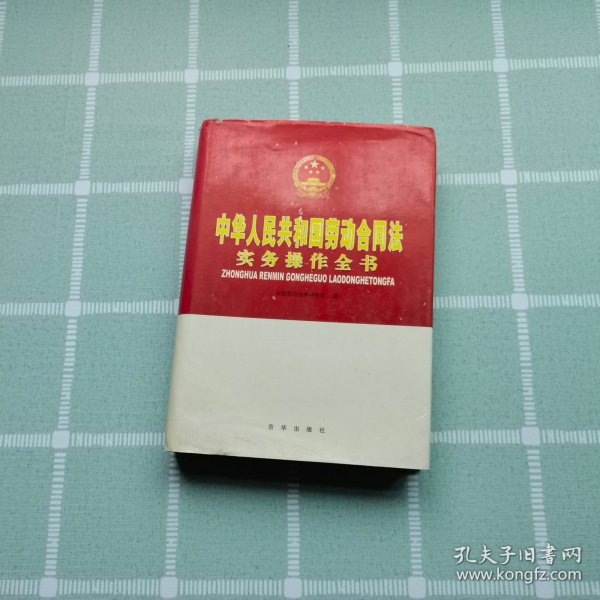 中华人民共和国劳动合同法
实务操作全书
ZHONGHUA RENMIN GONGHEGUO LAODONGHETONGFA
京华出版社
孔夫子旧书网
www.kongfz.com